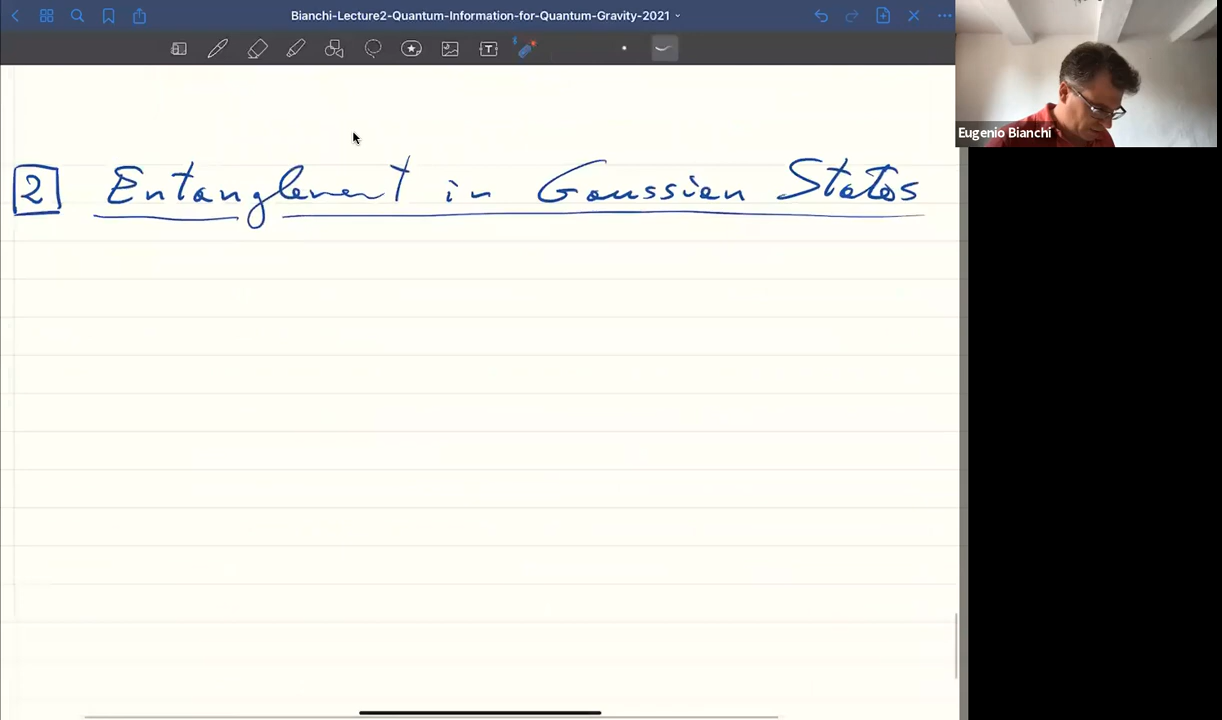 Bianchi-Lecture2-Quantum-Information-for-Quantum-Gravity-2021
Eugenio Bianchi
2 Entanglement in Gaussian States